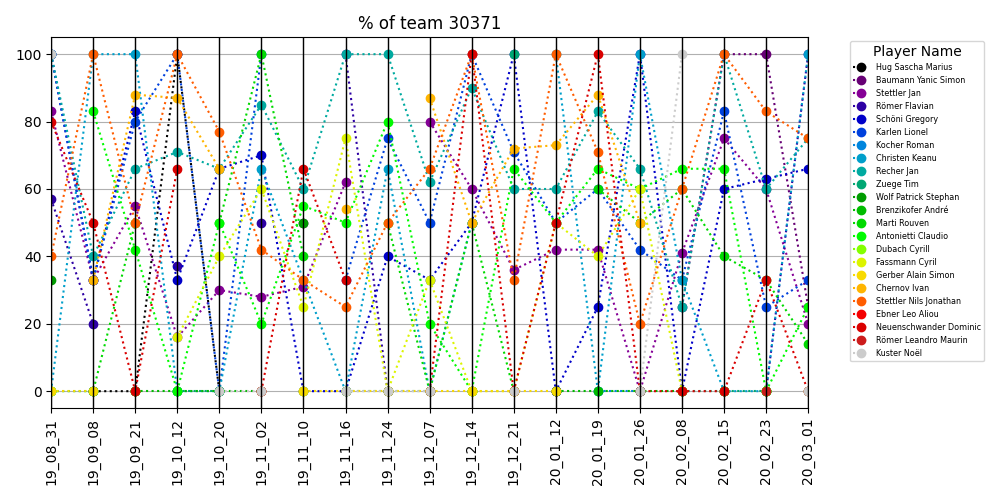 % of team 30371
100
80
60
40
20
0
19_08_31
19_09_08
19_09_21
19_10_12
19_10_20
19_11_02
19_11_10
19_11_16
19_11_24
19_12_07
19_12_14
19_12_21
20_01_12
20_01_19
20_01_26
20_02_08
20_02_15
20_02_23
20_03_01
Player Name
Hug Sascha Marius
Baumann Yanic Simon
Stettler Jan
Römer Flavian
Schöni Gregory
Karlen Lionel
Kocher Roman
Christen Keanu
Recher Jan
Zuege Tim
Wolf Patrick Stephan
Brenzikofer André
Marti Rouven
Antonietti Claudio
Dubach Cyrill
Fassmann Cyril
Gerber Alain Simon
Chernov Ivan
Stettler Nils Jonathan
Ebner Leo Aliou
Neuenschwander Dominic
Römer Leandro Maurin
Kuster Noël